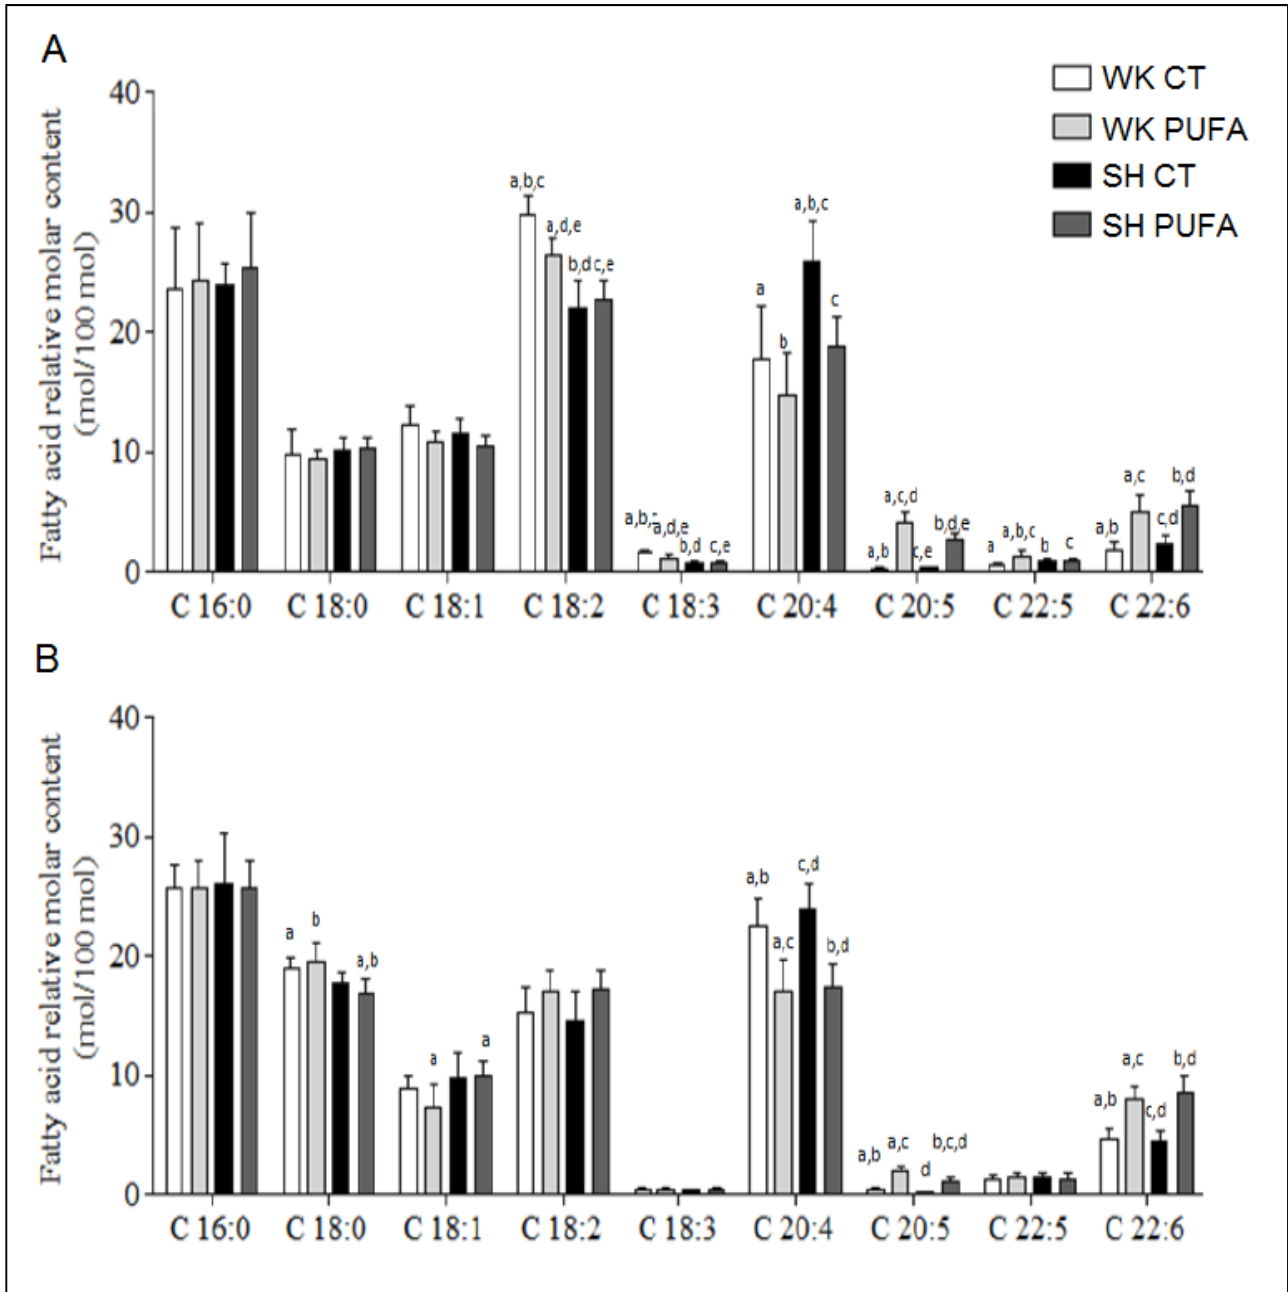 A
WK CT
WK PUFA
SH CT
SH PUFA
Fatty acid relative molar content
(mol/100 mol)
40
30
20
10
0
a,b,c
a,d,e
b,d
c,e
a,b,c
a
b
c
a,d,e
b,d
c,e
a,c,d
a,b
c,e
b,d,e
a
a,b,c
b
c
a,b
a,c
c,d
b,d
C 16:0 C 18:0 C 18:1 C 18:2 C 18:3 C 20:4 C 20:5 C 22:5 C 22:6
B
Fatty acid relative molar content
(mol/100 mol)
40
30
20
10
0
a
b
a,b
a
a
a,b
a,c
c,d
b,d
a,b
a,c
d
b,c,d
a,b
a,c
c,d
b,d
C 16:0 C 18:0 C 18:1 C 18:2 C 18:3 C 20:4 C 20:5 C 22:5 C 22:6